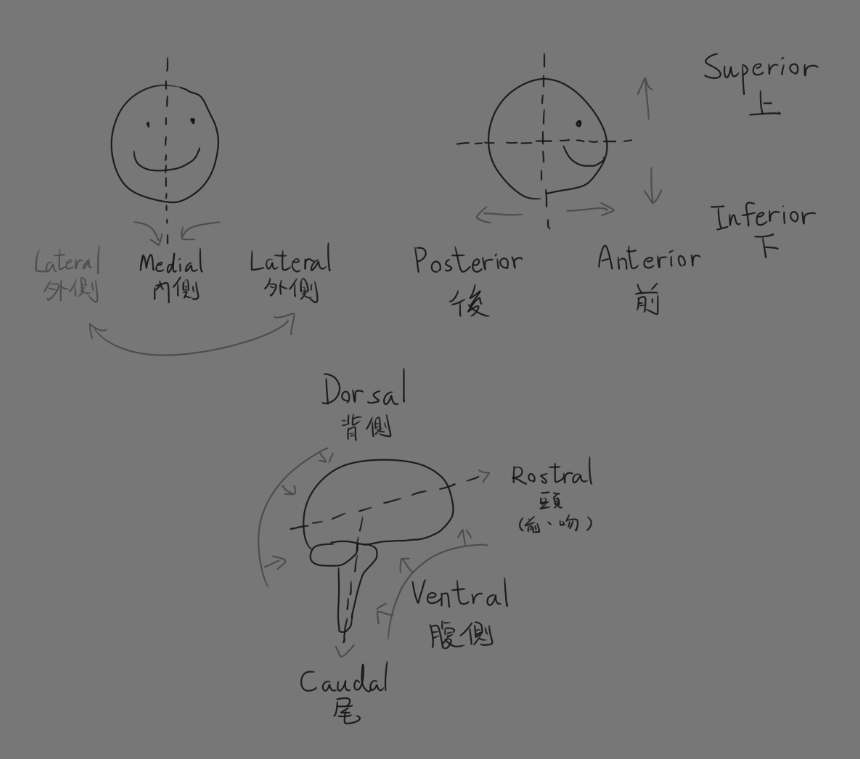 Superior
上
Inferior
下
Lateral
外側
Medial
內側
Lateral
外側
Posterior
後
Anterior
前
Dorsal
背側
Rostral
頭
(前、吻)
Ventral
腹側
Caudal
尾